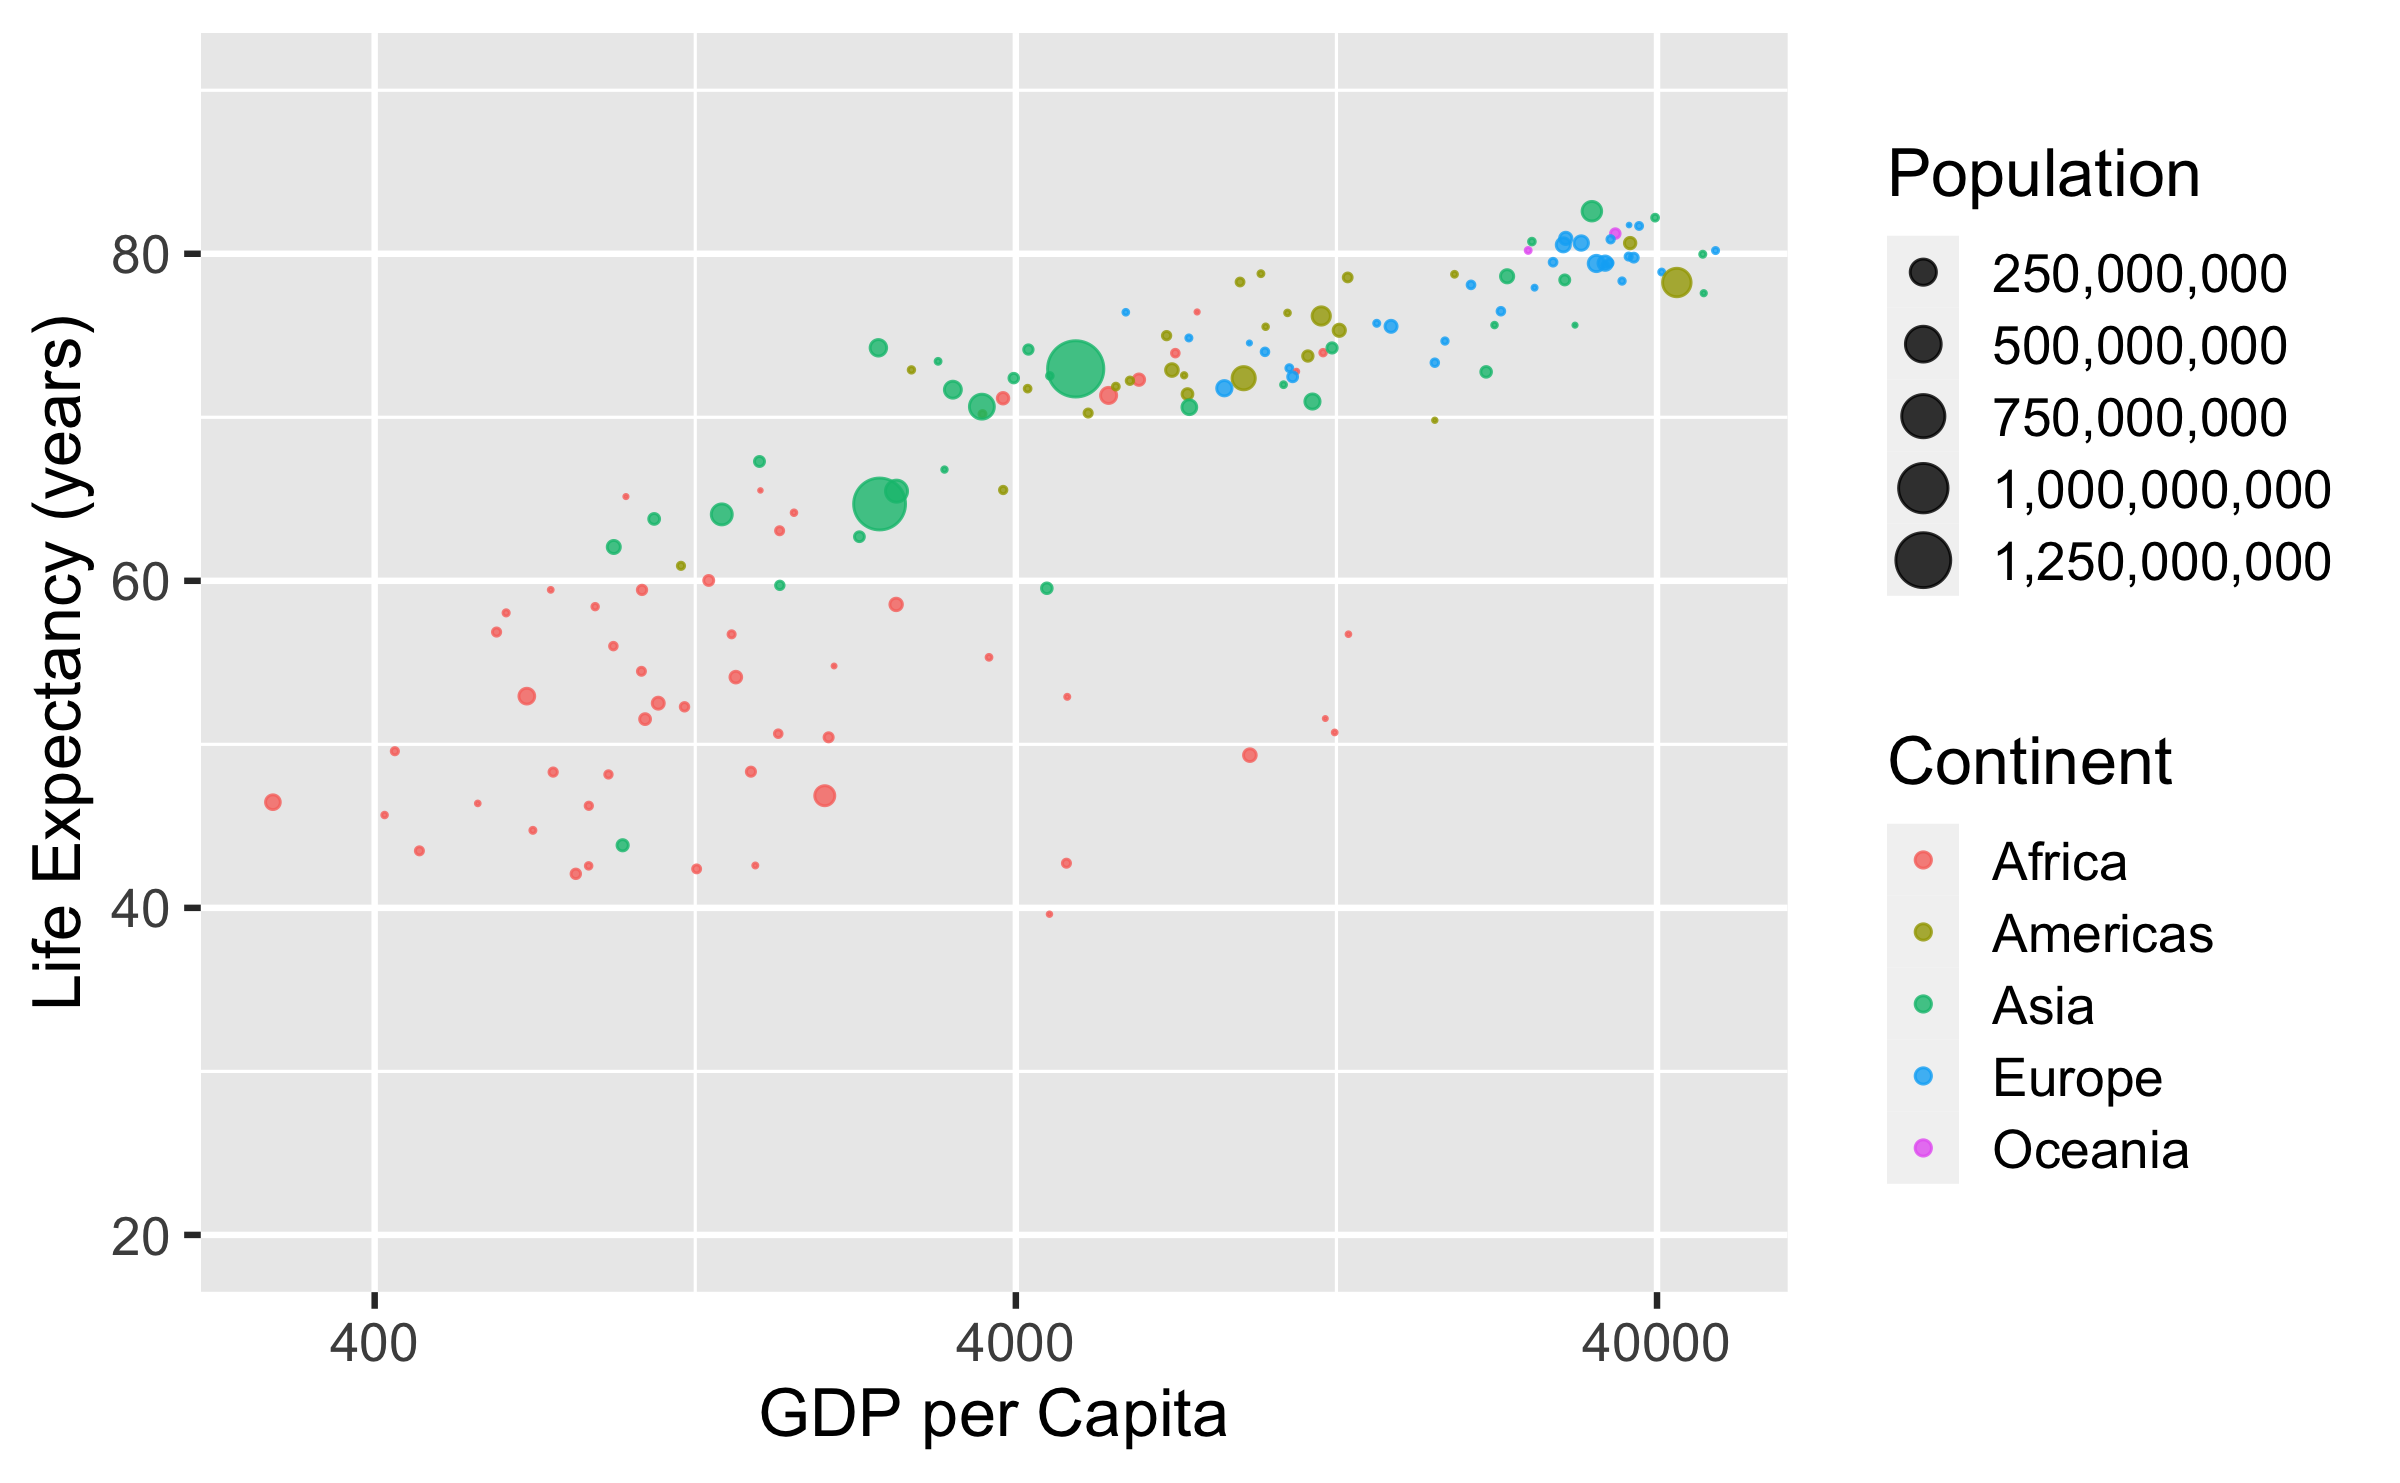 Life Expectancy (years)
80
60
40
20
400
4000
40000
GDP per Capita
Population
250,000,000
500,000,000
750,000,000
1,000,000,000
1,250,000,000
Continent
Africa
Americas
Asia
Europe
Oceania